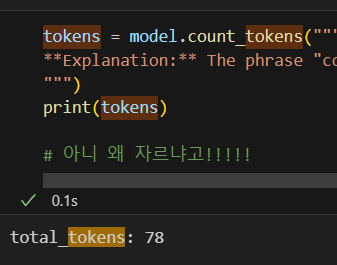 tokens = model.count_tokens("""
**Explanation:** The phrase "co
""")
print(tokens)
# 아니 왜 자르냐고!!!!!
0.1s
total_tokens: 78